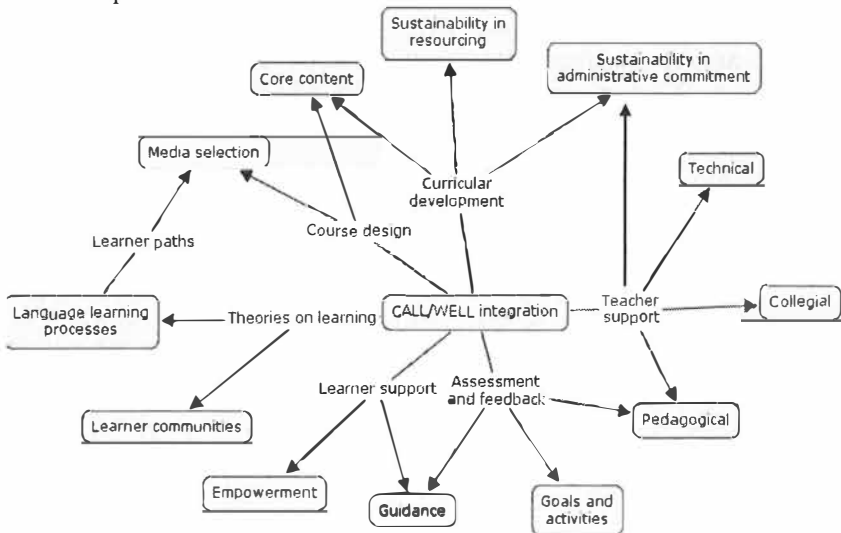 Sustainability in
resourcing
Sustainability in
administrative commitment
Core content
Media selection
Technical
Curricular
development
Learner paths
Course design
Language learning
processes
Theories on learning
CALL/WELL integration
Teacher
support
Collegial
Learner support
Assessment
and feedback
Learner communities
Pedagogical
Empowerment
Guidance
Goals and
activities